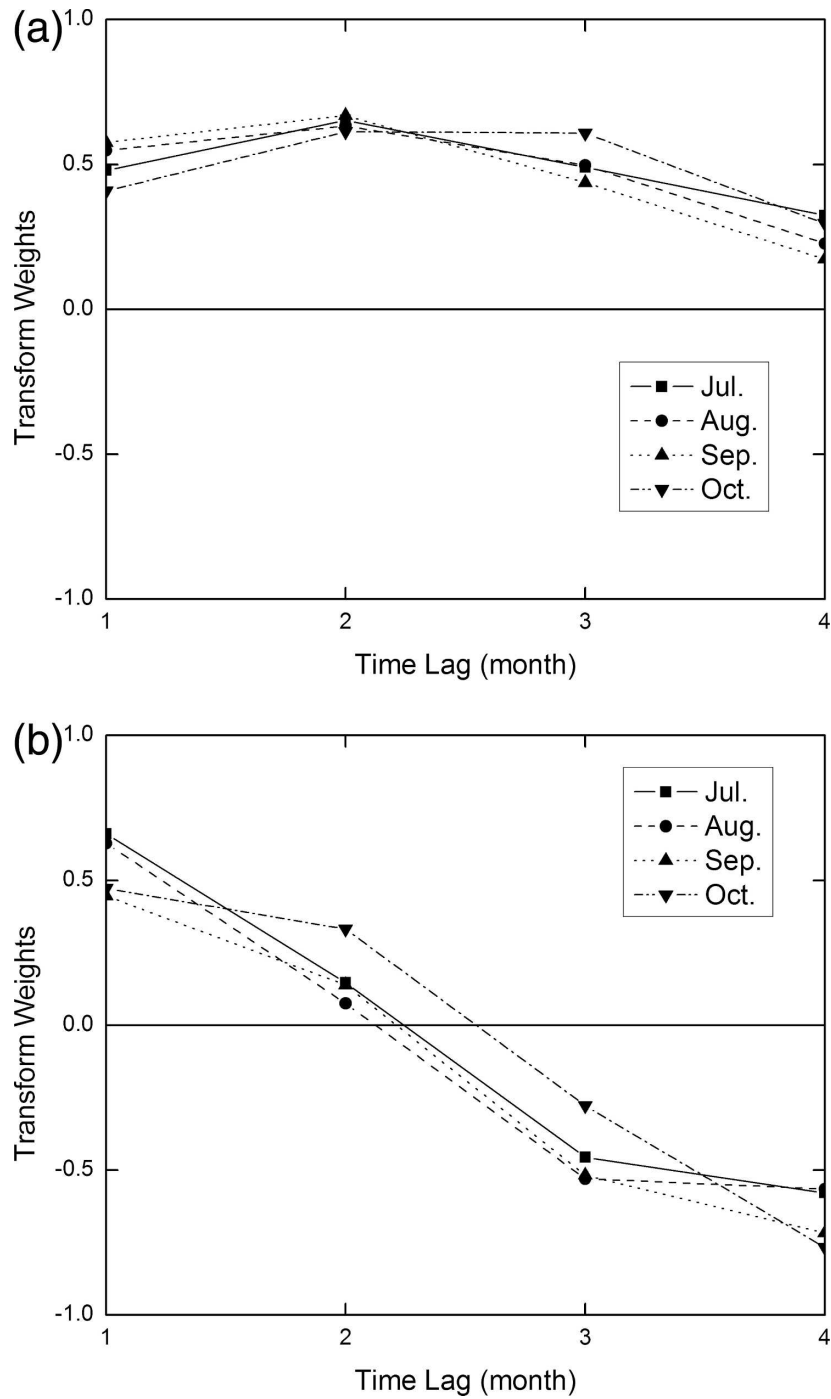 (a)
1.0
0.5
0.0
-0.5
-1.0
Transform Weights
Jul.
Aug.
Sep.
Oct.
1 2 3 4
Time Lag (month)
(b)
1.0
0.5
0.0
-0.5
-1.0
Transform Weights
Jul.
Aug.
Sep.
Oct.
1 2 3 4
Time Lag (month)